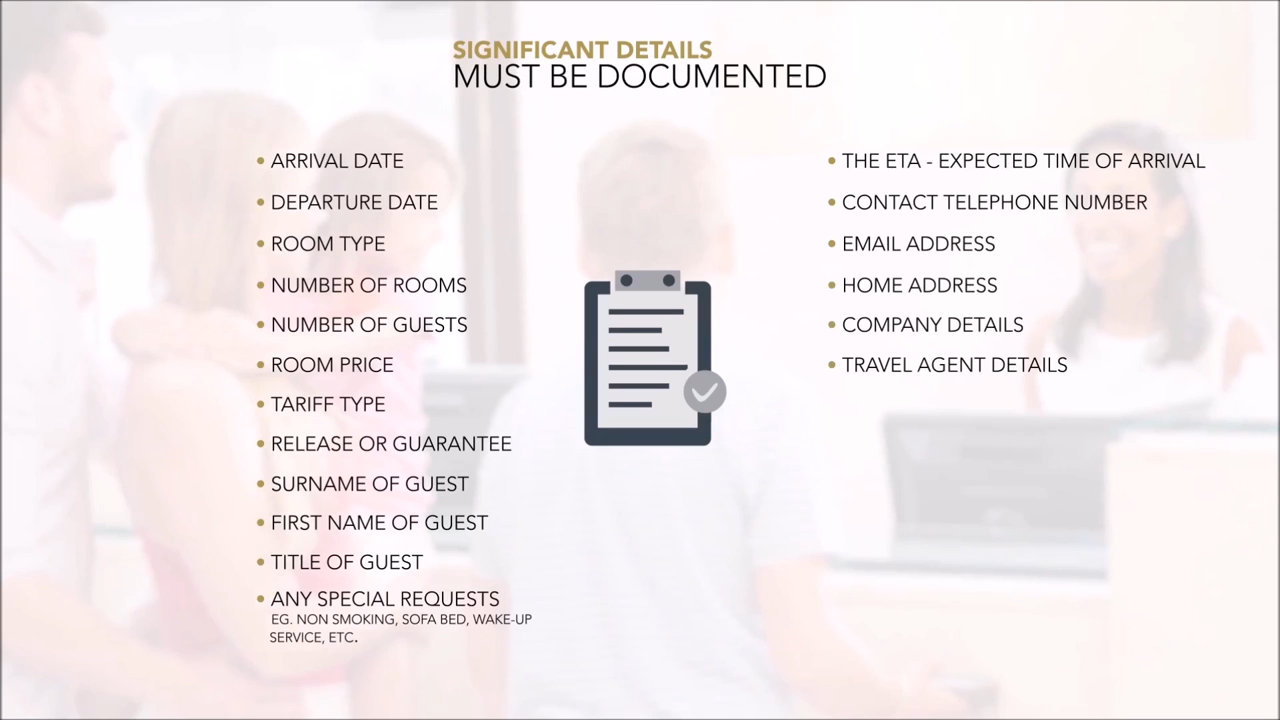 SIGNIFICANT DETAILS
MUST BE DOCUMENTED
• ARRIVAL DATE
• DEPARTURE DATE
• ROOM TYPE
• NUMBER OF ROOMS
• NUMBER OF GUESTS
• ROOM PRICE
• TARIFF TYPE
• RELEASE OR GUARANTEE
• SURNAME OF GUEST
• FIRST NAME OF GUEST
• TITLE OF GUEST
• ANY SPECIAL REQUESTS
EG. NON SMOKING, SOFA BED, WAKE-UP
SERVICE, ETC.
• THE ETA - EXPECTED TIME OF ARRIVAL
• CONTACT TELEPHONE NUMBER
• EMAIL ADDRESS
• HOME ADDRESS
• COMPANY DETAILS
• TRAVEL AGENT DETAILS